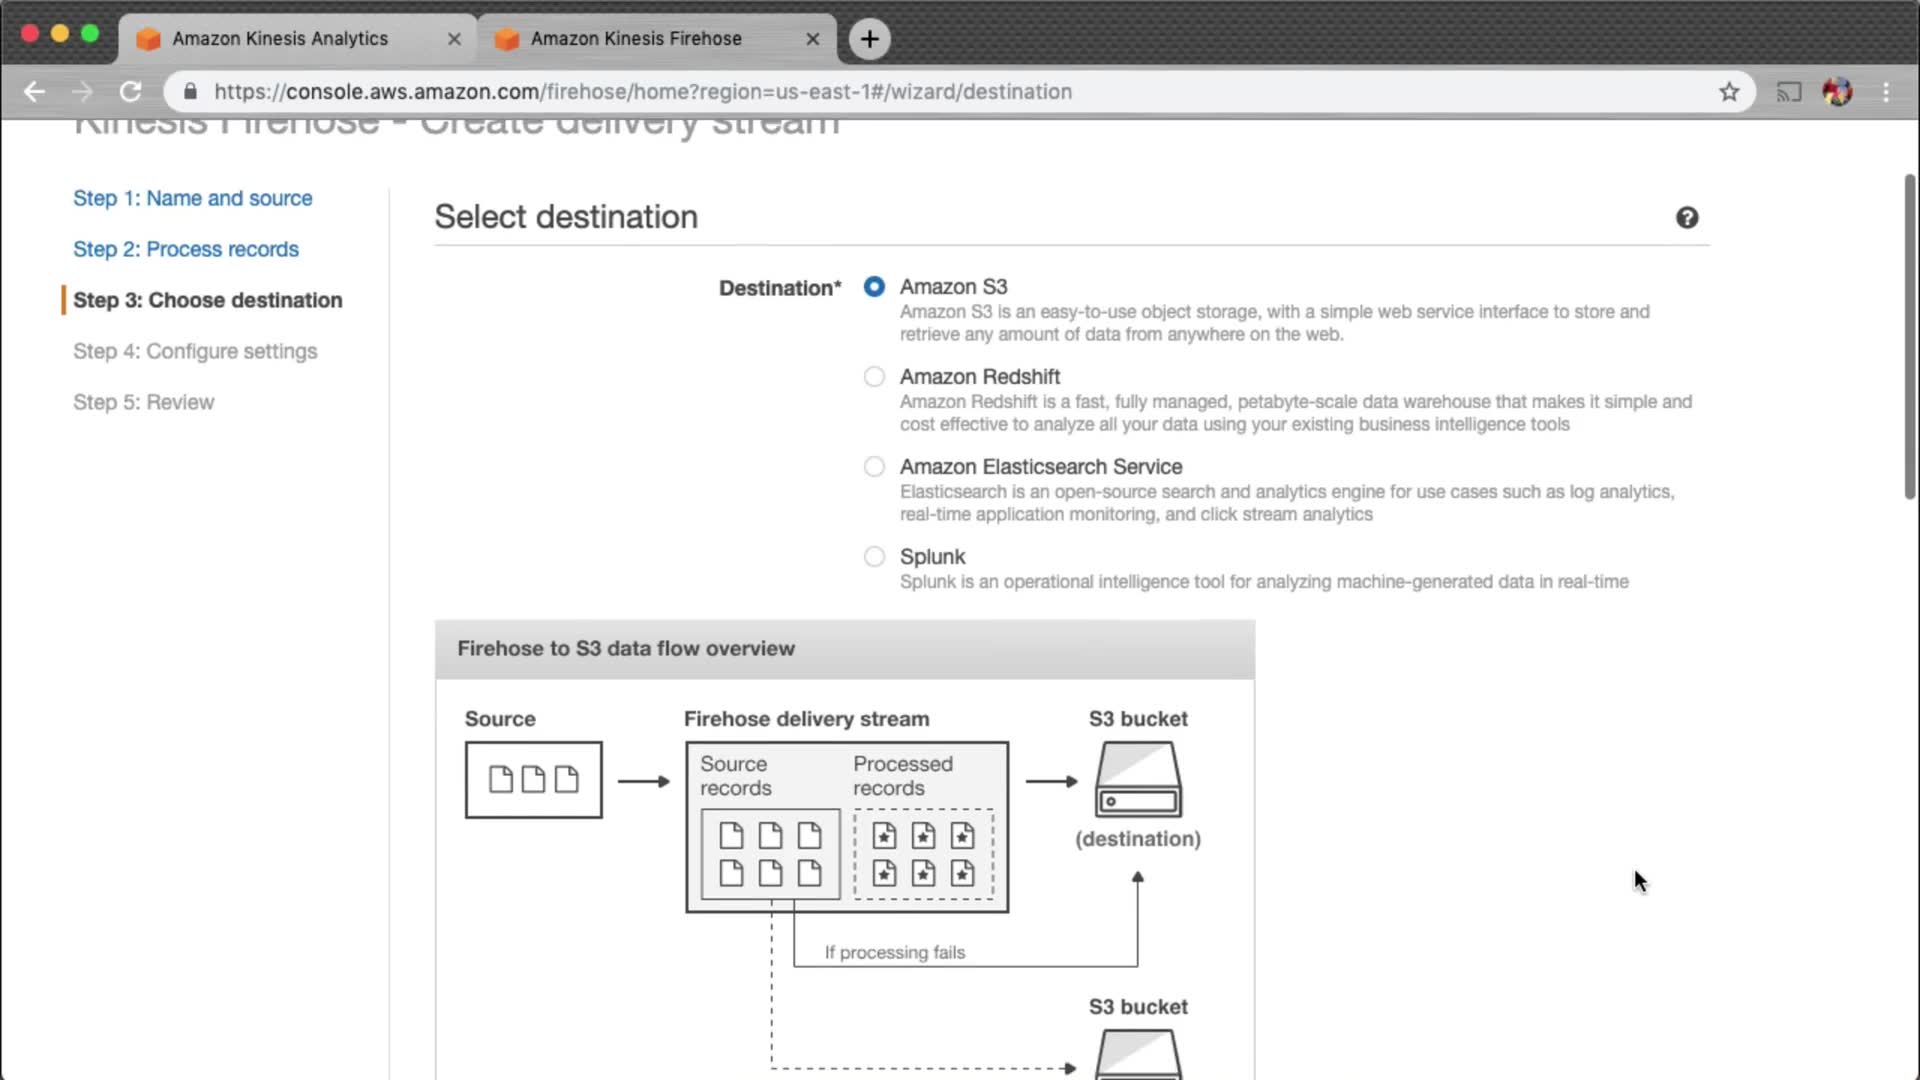 Amazon Kinesis Analytics
Amazon Kinesis Firehose
https://console.aws.amazon.com/firehose/home?region=us-east-1#/wizard/destination
Kinesis Firehose - Create delivery stream
Step 1: Name and source
Step 2: Process records
Step 3: Choose destination
Step 4: Configure settings
Step 5: Review
Select destination
Destination*
Amazon S3
Amazon S3 is an easy-to-use object storage, with a simple web service interface to store and
retrieve any amount of data from anywhere on the web.
Amazon Redshift
Amazon Redshift is a fast, fully managed, petabyte-scale data warehouse that makes it simple and
cost effective to analyze all your data using your existing business intelligence tools
Amazon Elasticsearch Service
Elasticsearch is an open-source search and analytics engine for use cases such as log analytics,
real-time application monitoring, and click stream analytics
Splunk
Splunk is an operational intelligence tool for analyzing machine-generated data in real-time
Firehose to S3 data flow overview
Source
Firehose delivery stream
S3 bucket
Source
records
Processed
records
(destination)
If processing fails
S3 bucket